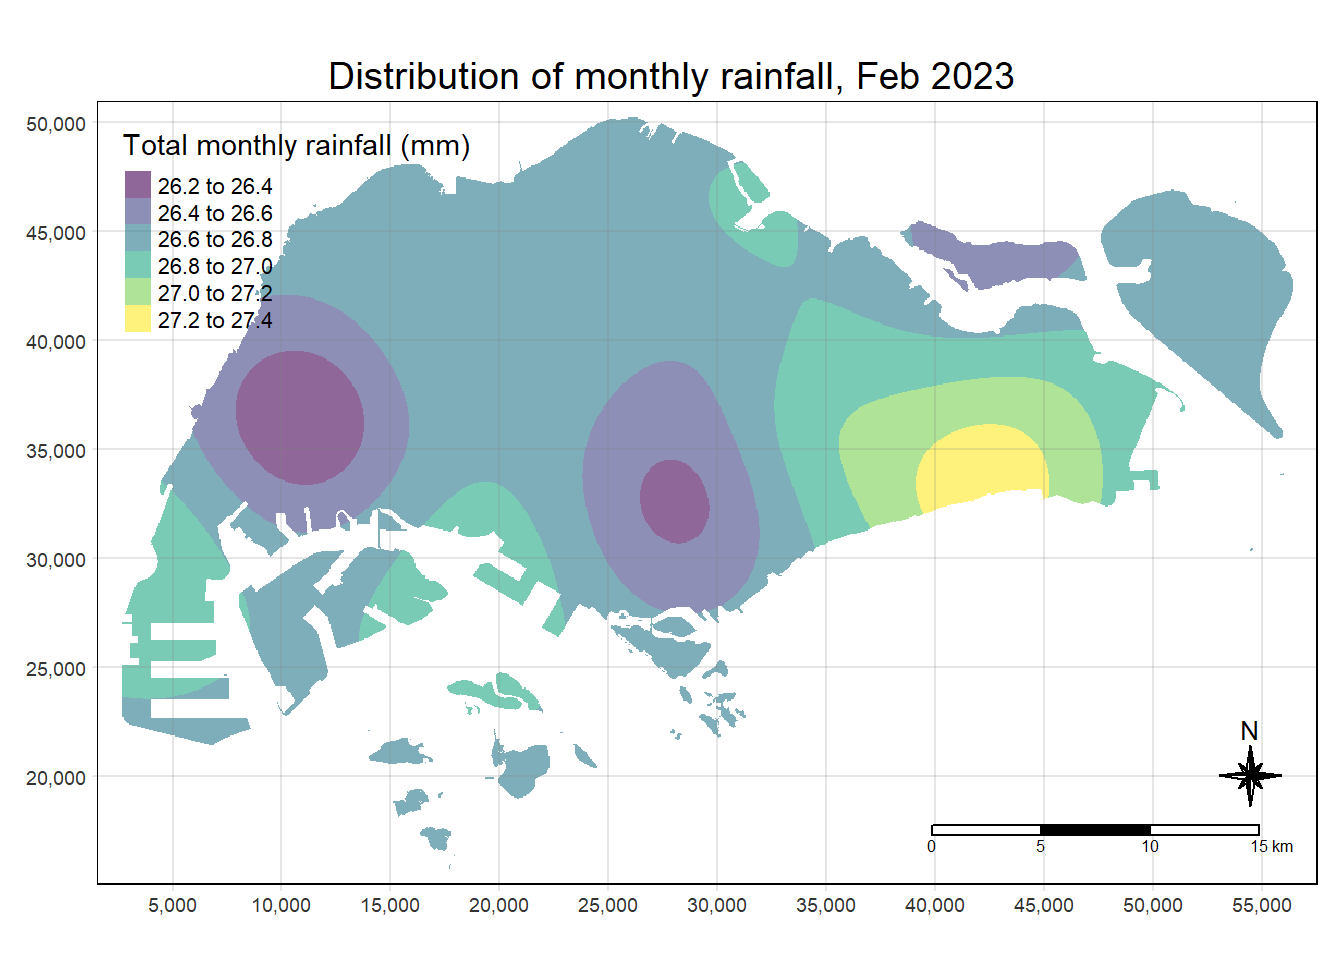 Distribution of monthly rainfall, Feb 2023
Total monthly rainfall (mm)
26.2 to 26.4
26.4 to 26.6
26.6 to 26.8
26.8 to 27.0
27.0 to 27.2
27.2 to 27.4
50,000
45,000
40,000
35,000
30,000
25,000
20,000
N
0 5 10 15 km
5,000 10,000 15,000 20,000 25,000 30,000 35,000 40,000 45,000 50,000 55,000